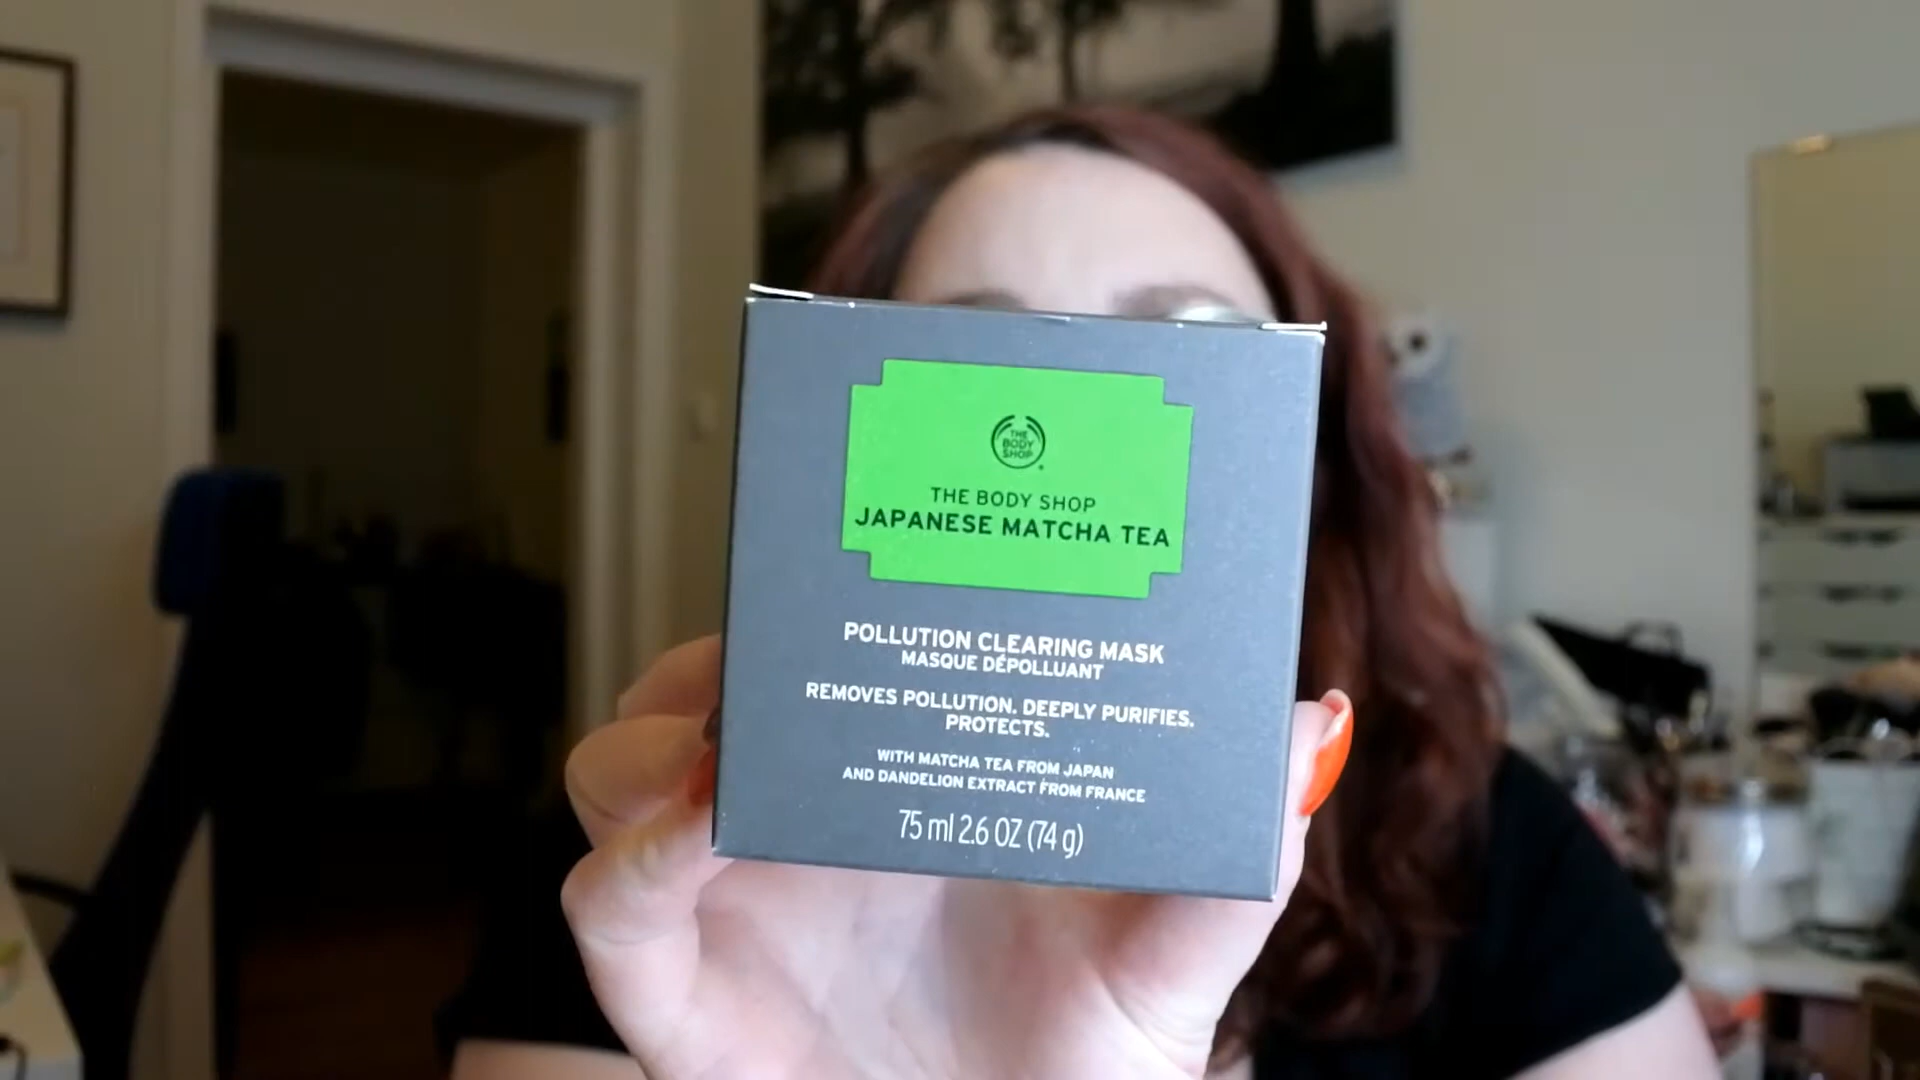 THE
BODY
SHOP
THE BODY SHOP
JAPANESE MATCHA TEA
POLLUTION CLEARING MASK
MASQUE DÉPOLLUANT
REMOVES POLLUTION. DEEPLY PURIFIES.
PROTECTS.
WITH MATCHA TEA FROM JAPAN
AND DANDELION EXTRACT FROM FRANCE
75 ml 2.6 OZ (74 g)